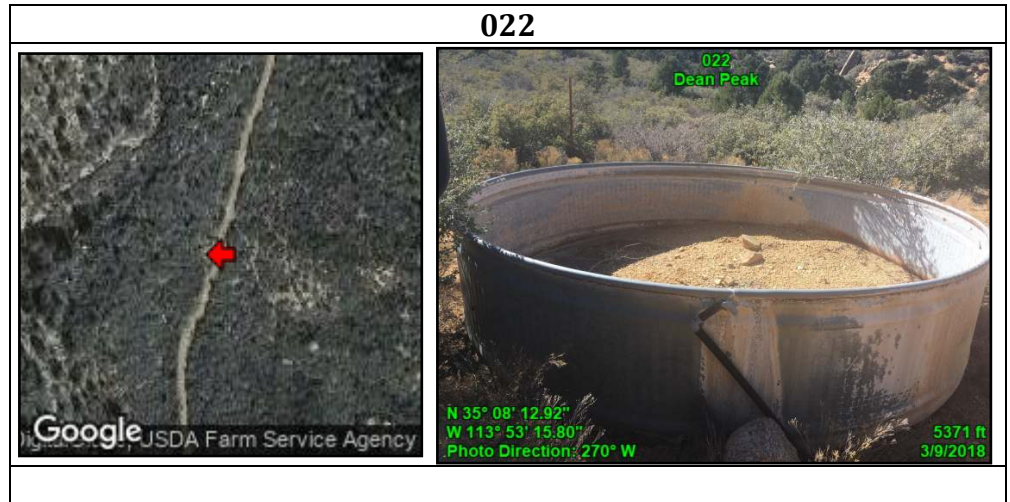 022
022
Dean Peak
Google
USDA Farm Service Agency
N 35° 08' 12.92"
W 113° 53' 15.80"
Photo Direction: 270° W
5371 ft
3/9/2018